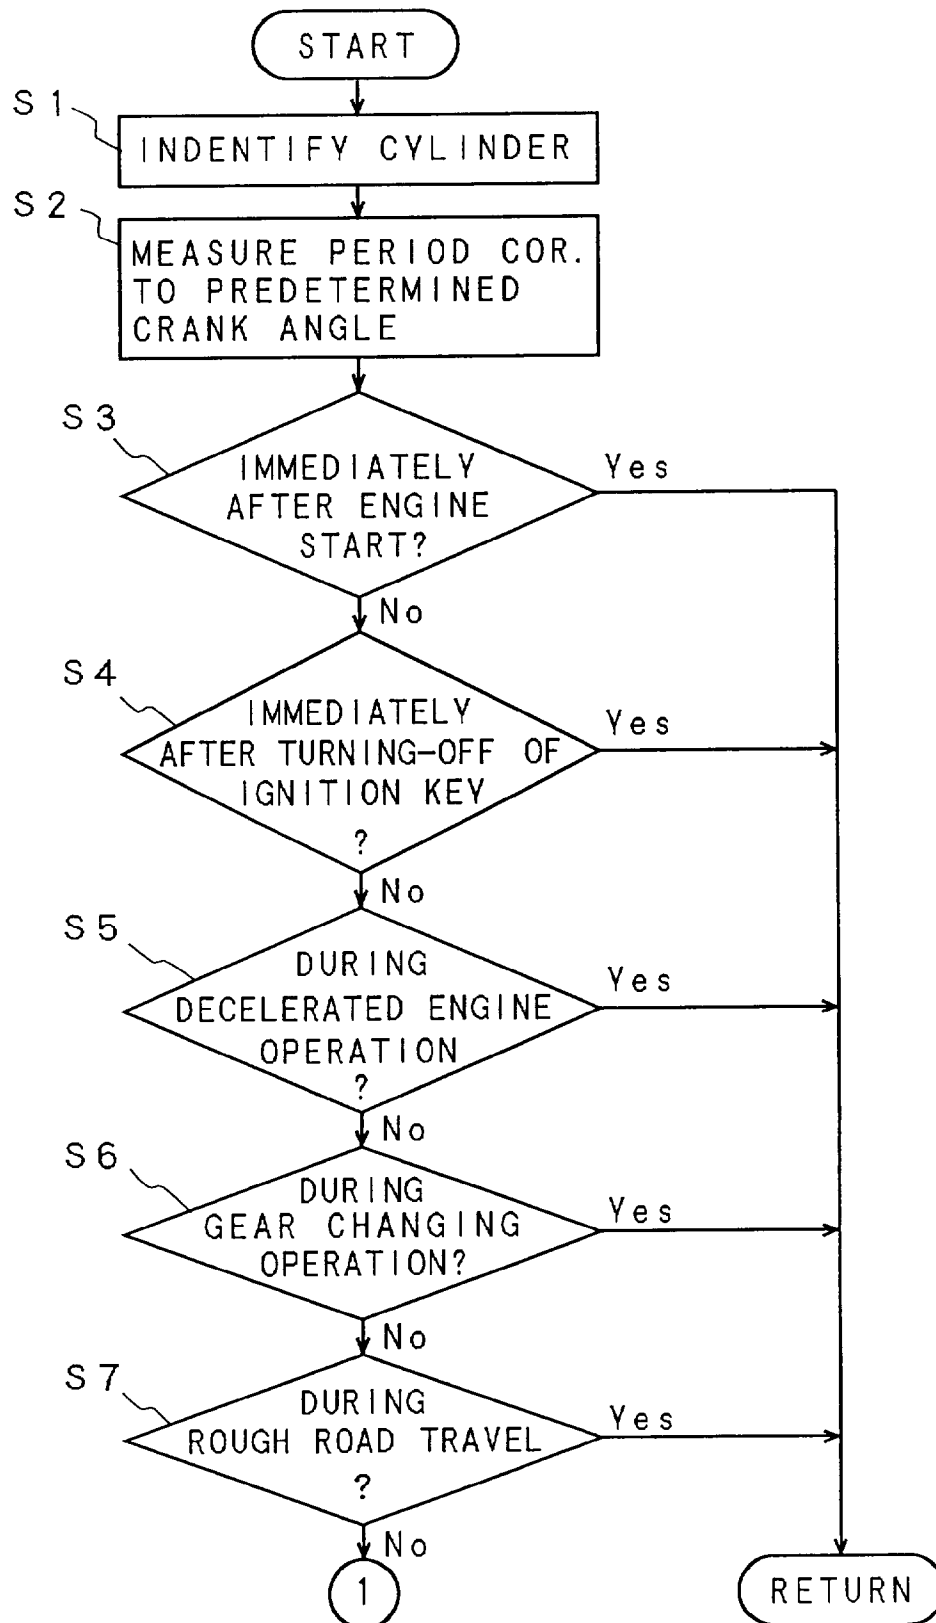 START
S1
INDENTIFY CYLINDER
S2
MEASURE PERIOD COR.
TO PREDETERMINED
CRANK ANGLE
S3
IMMEDIATELY
AFTER ENGINE
START?
Yes
No
S4
IMMEDIATELY
AFTER TURNING-OFF OF
IGNITION KEY
?
Yes
No
S5
DURING
DECELERATED ENGINE
OPERATION
?
Yes
No
S6
DURING
GEAR CHANGING
OPERATION?
Yes
No
S7
DURING
ROUGH ROAD TRAVEL
?
Yes
No
1
RETURN